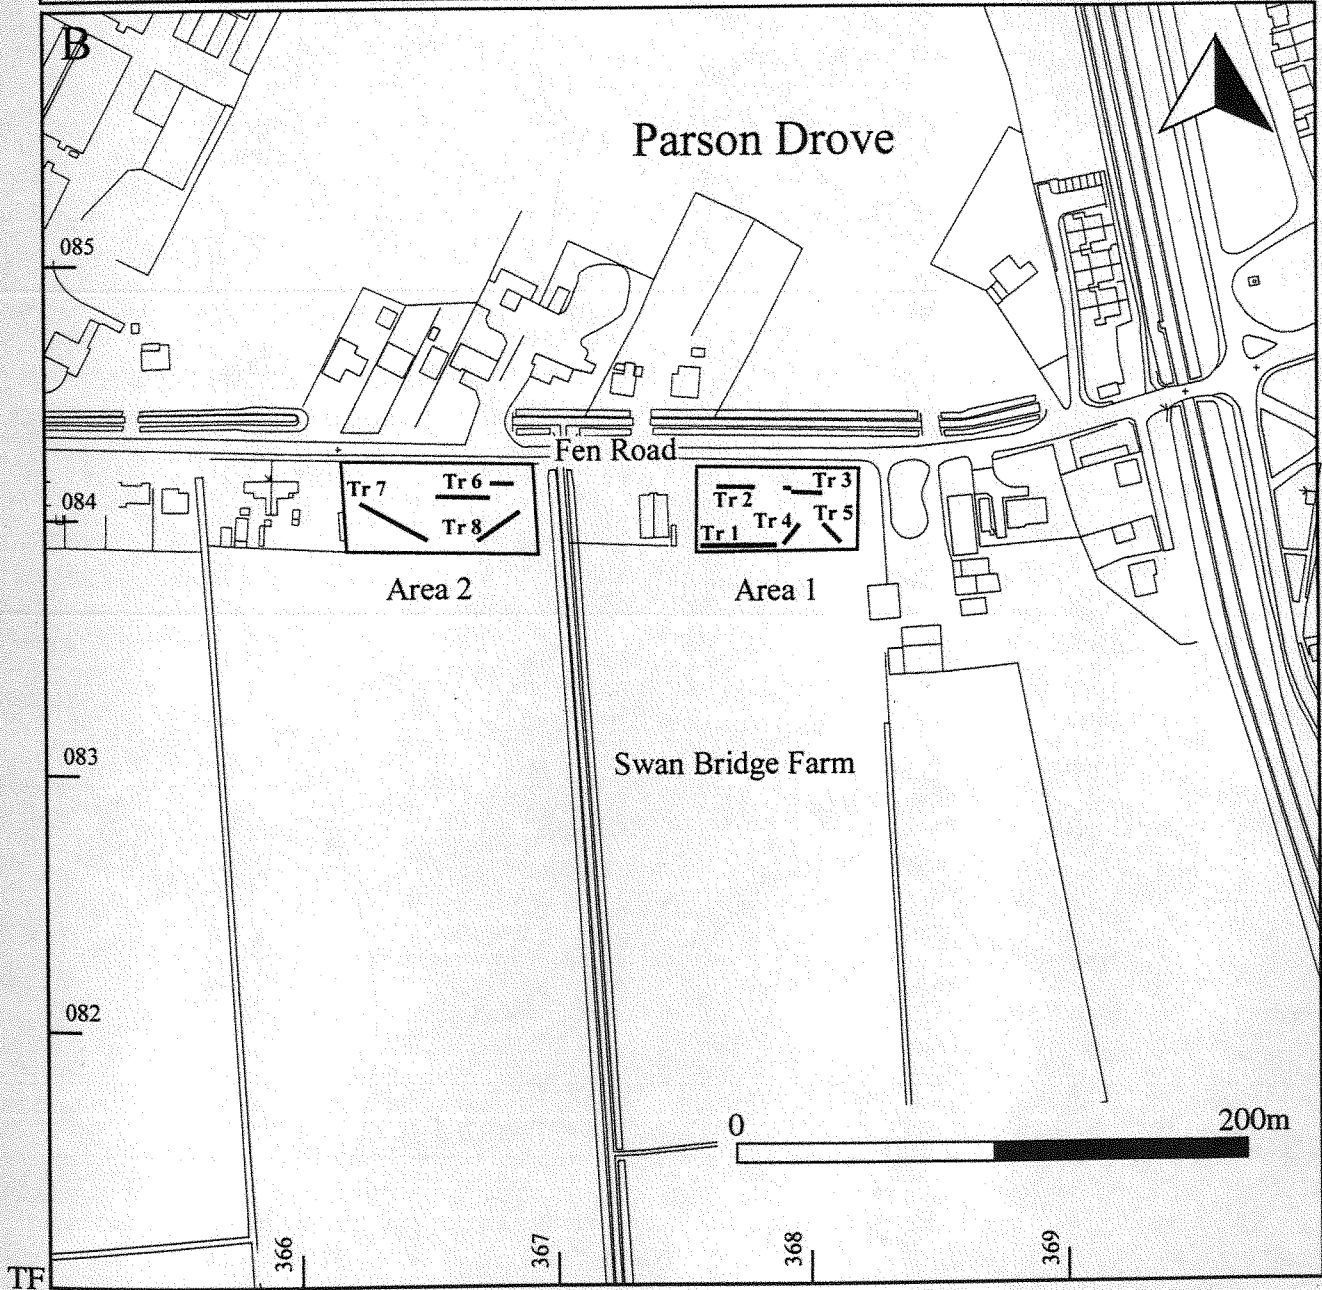 B
Parson Drove
085
Fen Road
084
Tr 7
Tr 6
Tr 8
Tr 2
Tr 3
Tr 1
Tr 4
Tr 5
Area 2
Area 1
083
Swan Bridge Farm
082
0
200m
366
367
368
369
TF